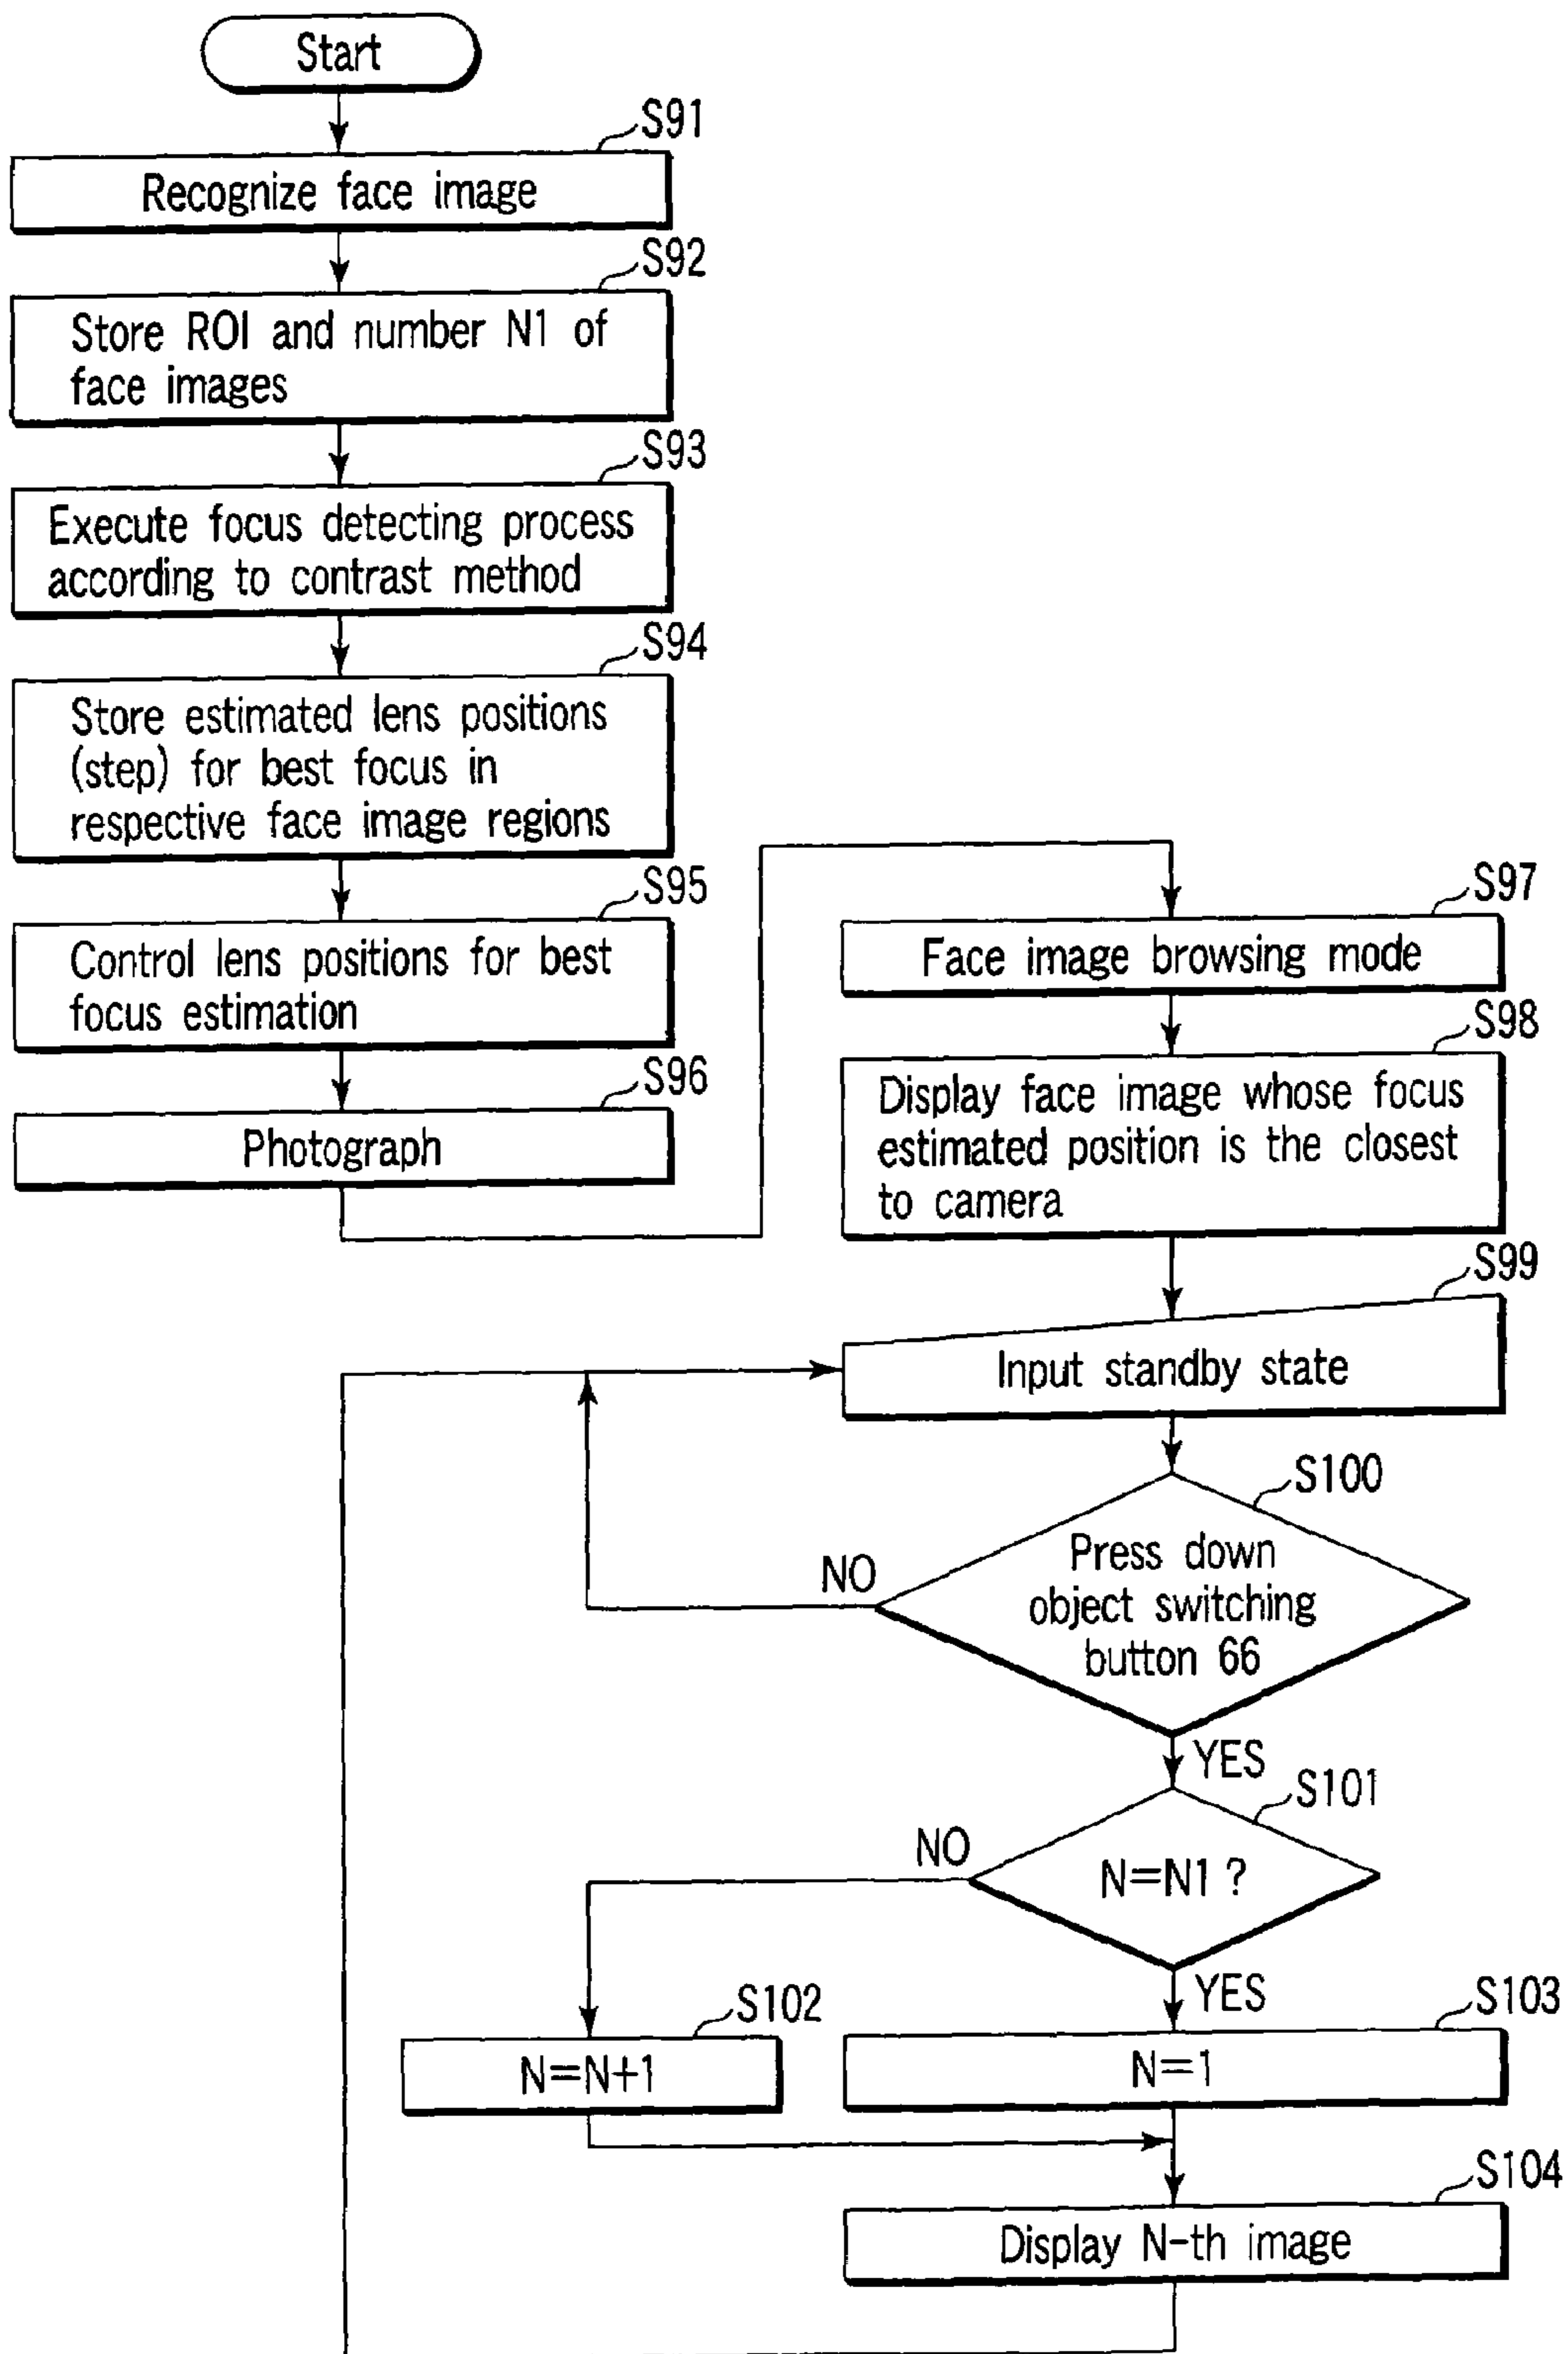 Start
S91
Recognize face image
S92
Store ROI and number N1 of
face images
S93
Execute focus detecting process
according to contrast method
S94
Store estimated lens positions
(step) for best focus in
respective face image regions
S95
Control lens positions for best
focus estimation
S96
Photograph
S97
Face image browsing mode
S98
Display face image whose focus
estimated position is the closest
to camera
S99
Input standby state
S100
Press down
object switching
button 66
NO
YES
S101
N=N1 ?
NO
YES
S102
N=N+1
S103
N=1
S104
Display N-th image